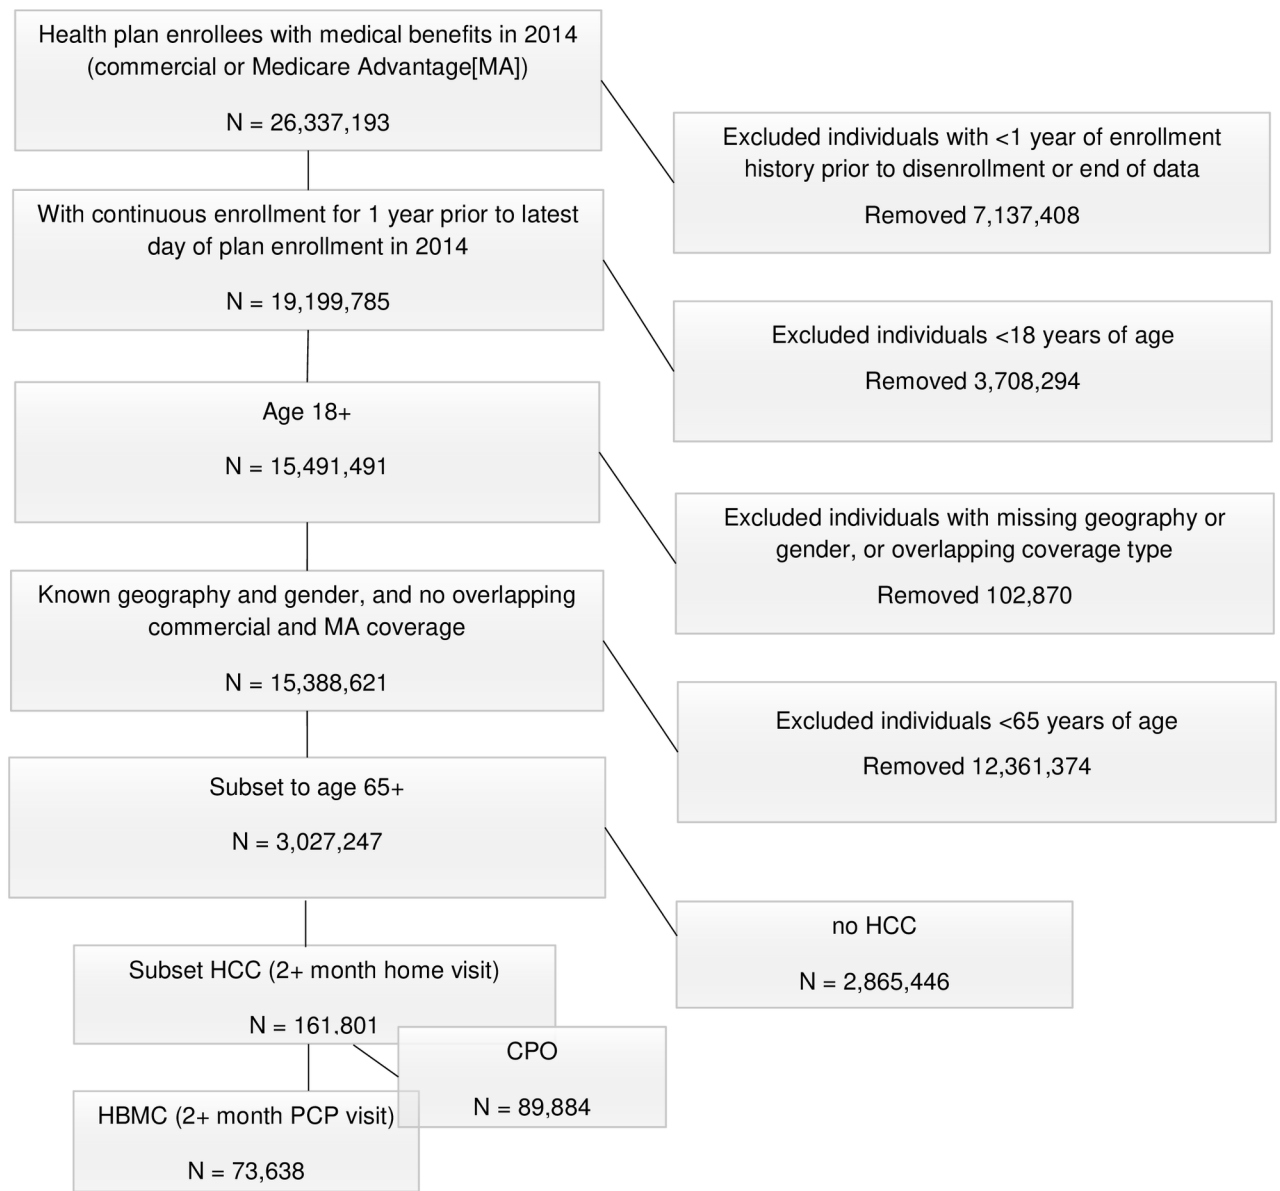 Health plan enrollees with medical benefits in 2014
(commercial or Medicare Advantage[MA])
N = 26,337,193
Excluded individuals with <1 year of enrollment
history prior to disenrollment or end of data
Removed 7,137,408
With continuous enrollment for 1 year prior to latest
day of plan enrollment in 2014
N = 19,199,785
Excluded individuals <18 years of age
Removed 3,708,294
Age 18+
N = 15,491,491
Excluded individuals with missing geography or
gender, or overlapping coverage type
Removed 102,870
Known geography and gender, and no overlapping
commercial and MA coverage
N = 15,388,621
Excluded individuals <65 years of age
Removed 12,361,374
Subset to age 65+
N = 3,027,247
no HCC
N = 2,865,446
Subset HCC (2+ month home visit)
N = 161,801
CPO
N = 89,884
HBMC (2+ month PCP visit)
N = 73,638